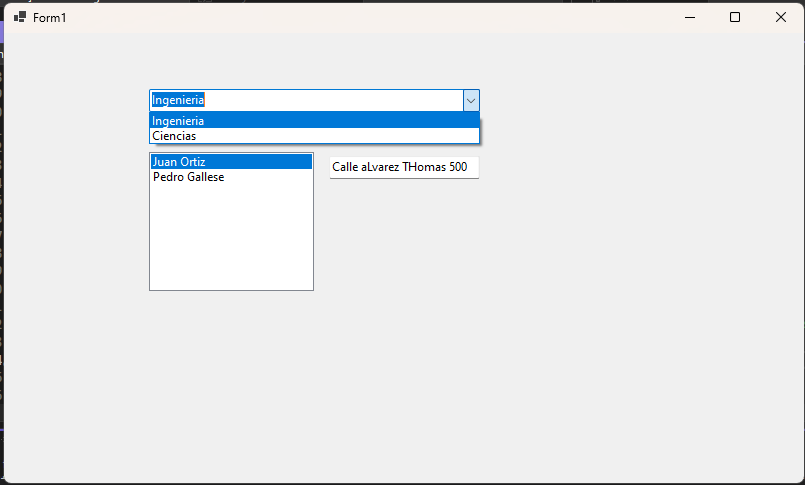 Form1
Ingenieria
Ingenieria
Ciencias
Juan Ortiz
Pedro Gallese
Calle aLvarez THomas 500